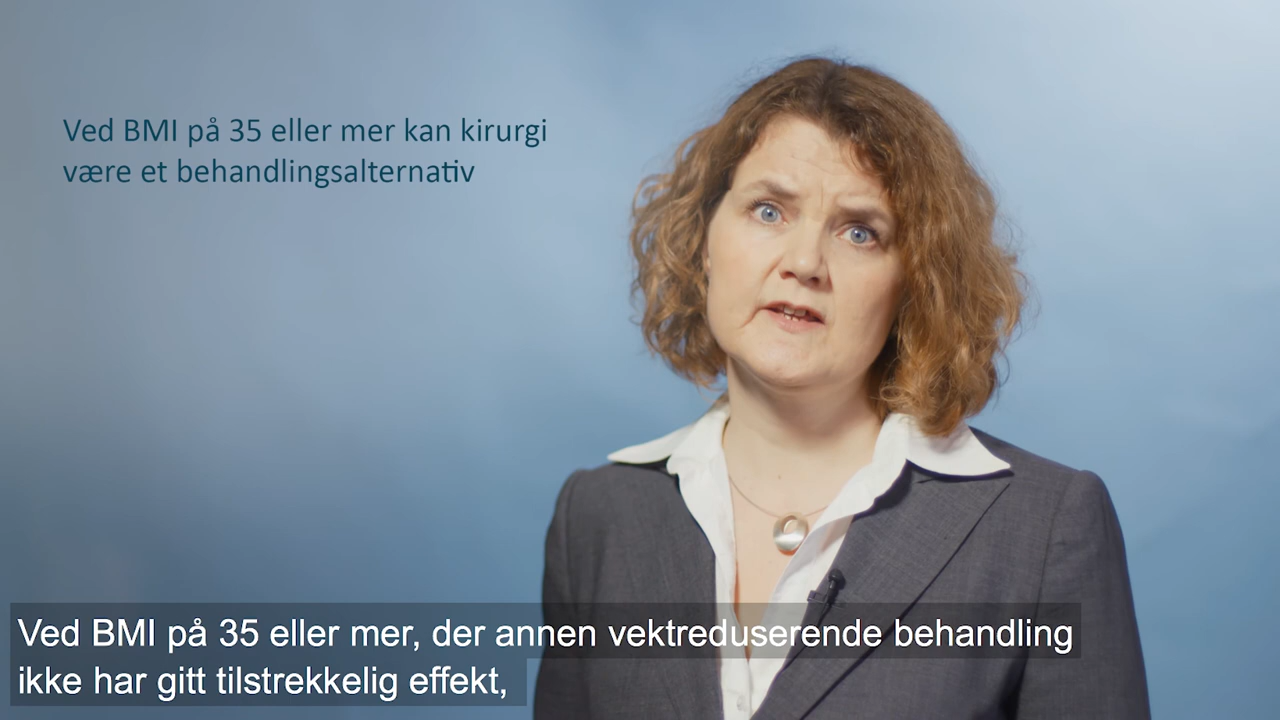 Ved BMI på 35 eller mer kan kirurgi
være et behandlingsalternativ
Ved BMI på 35 eller mer, der annen vektreduserende behandling
ikke har gitt tilstrekkelig effekt,